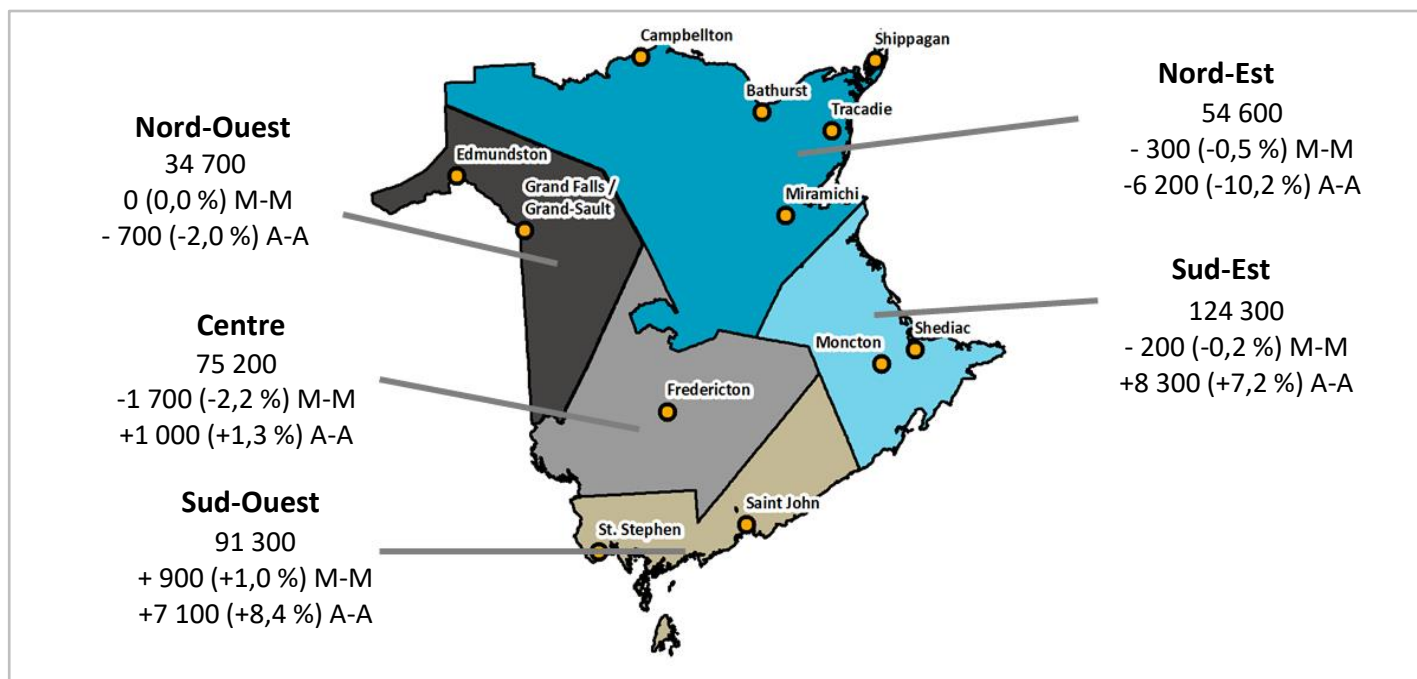 Nord-Ouest
34 700
0 (0,0 %) M-M
- 700 (-2,0 %) A-A
Centre
75 200
-1 700 (-2,2 %) M-M
+1 000 (+1,3 %) A-A
Sud-Ouest
91 300
+ 900 (+1,0 %) M-M
+7 100 (+8,4 %) A-A
Campbellton
Shippagan
Bathurst
Tracadie
Edmundston
Grand Falls /
Grand-Sault
Miramichi
Moncton
Shediac
Fredericton
Saint John
St. Stephen
Nord-Est
54 600
- 300 (-0,5 %) M-M
-6 200 (-10,2 %) A-A
Sud-Est
124 300
- 200 (-0,2 %) M-M
+8 300 (+7,2 %) A-A